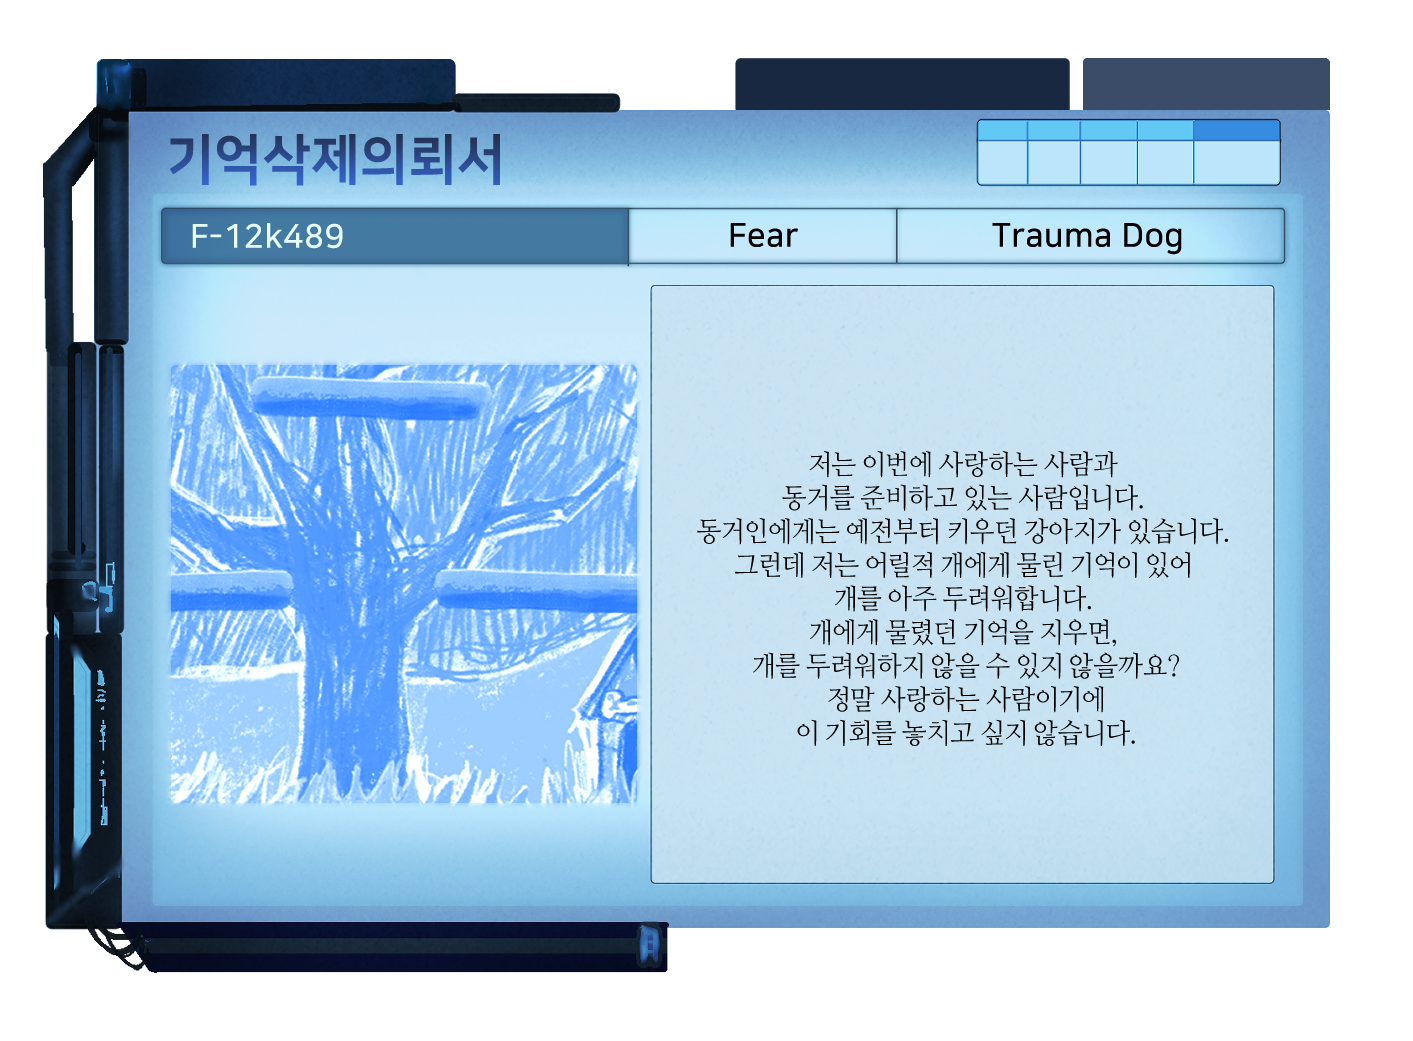 기억삭제의뢰서
F-12k489
Fear
Trauma Dog
저는 이번에 사랑하는 사람과
동거를 준비하고 있는 사람입니다.
동거인에게는 예전부터 키우던 강아지가 있습니다.
그런데 저는 어릴적 개에게 물린 기억이 있어
개를 아주 두려워합니다.
개에게 물렸던 기억을 지우면,
개를 두려워하지 않을 수 있지 않을까요?
정말 사랑하는 사람이기에
이 기회를 놓치고 싶지 않습니다.